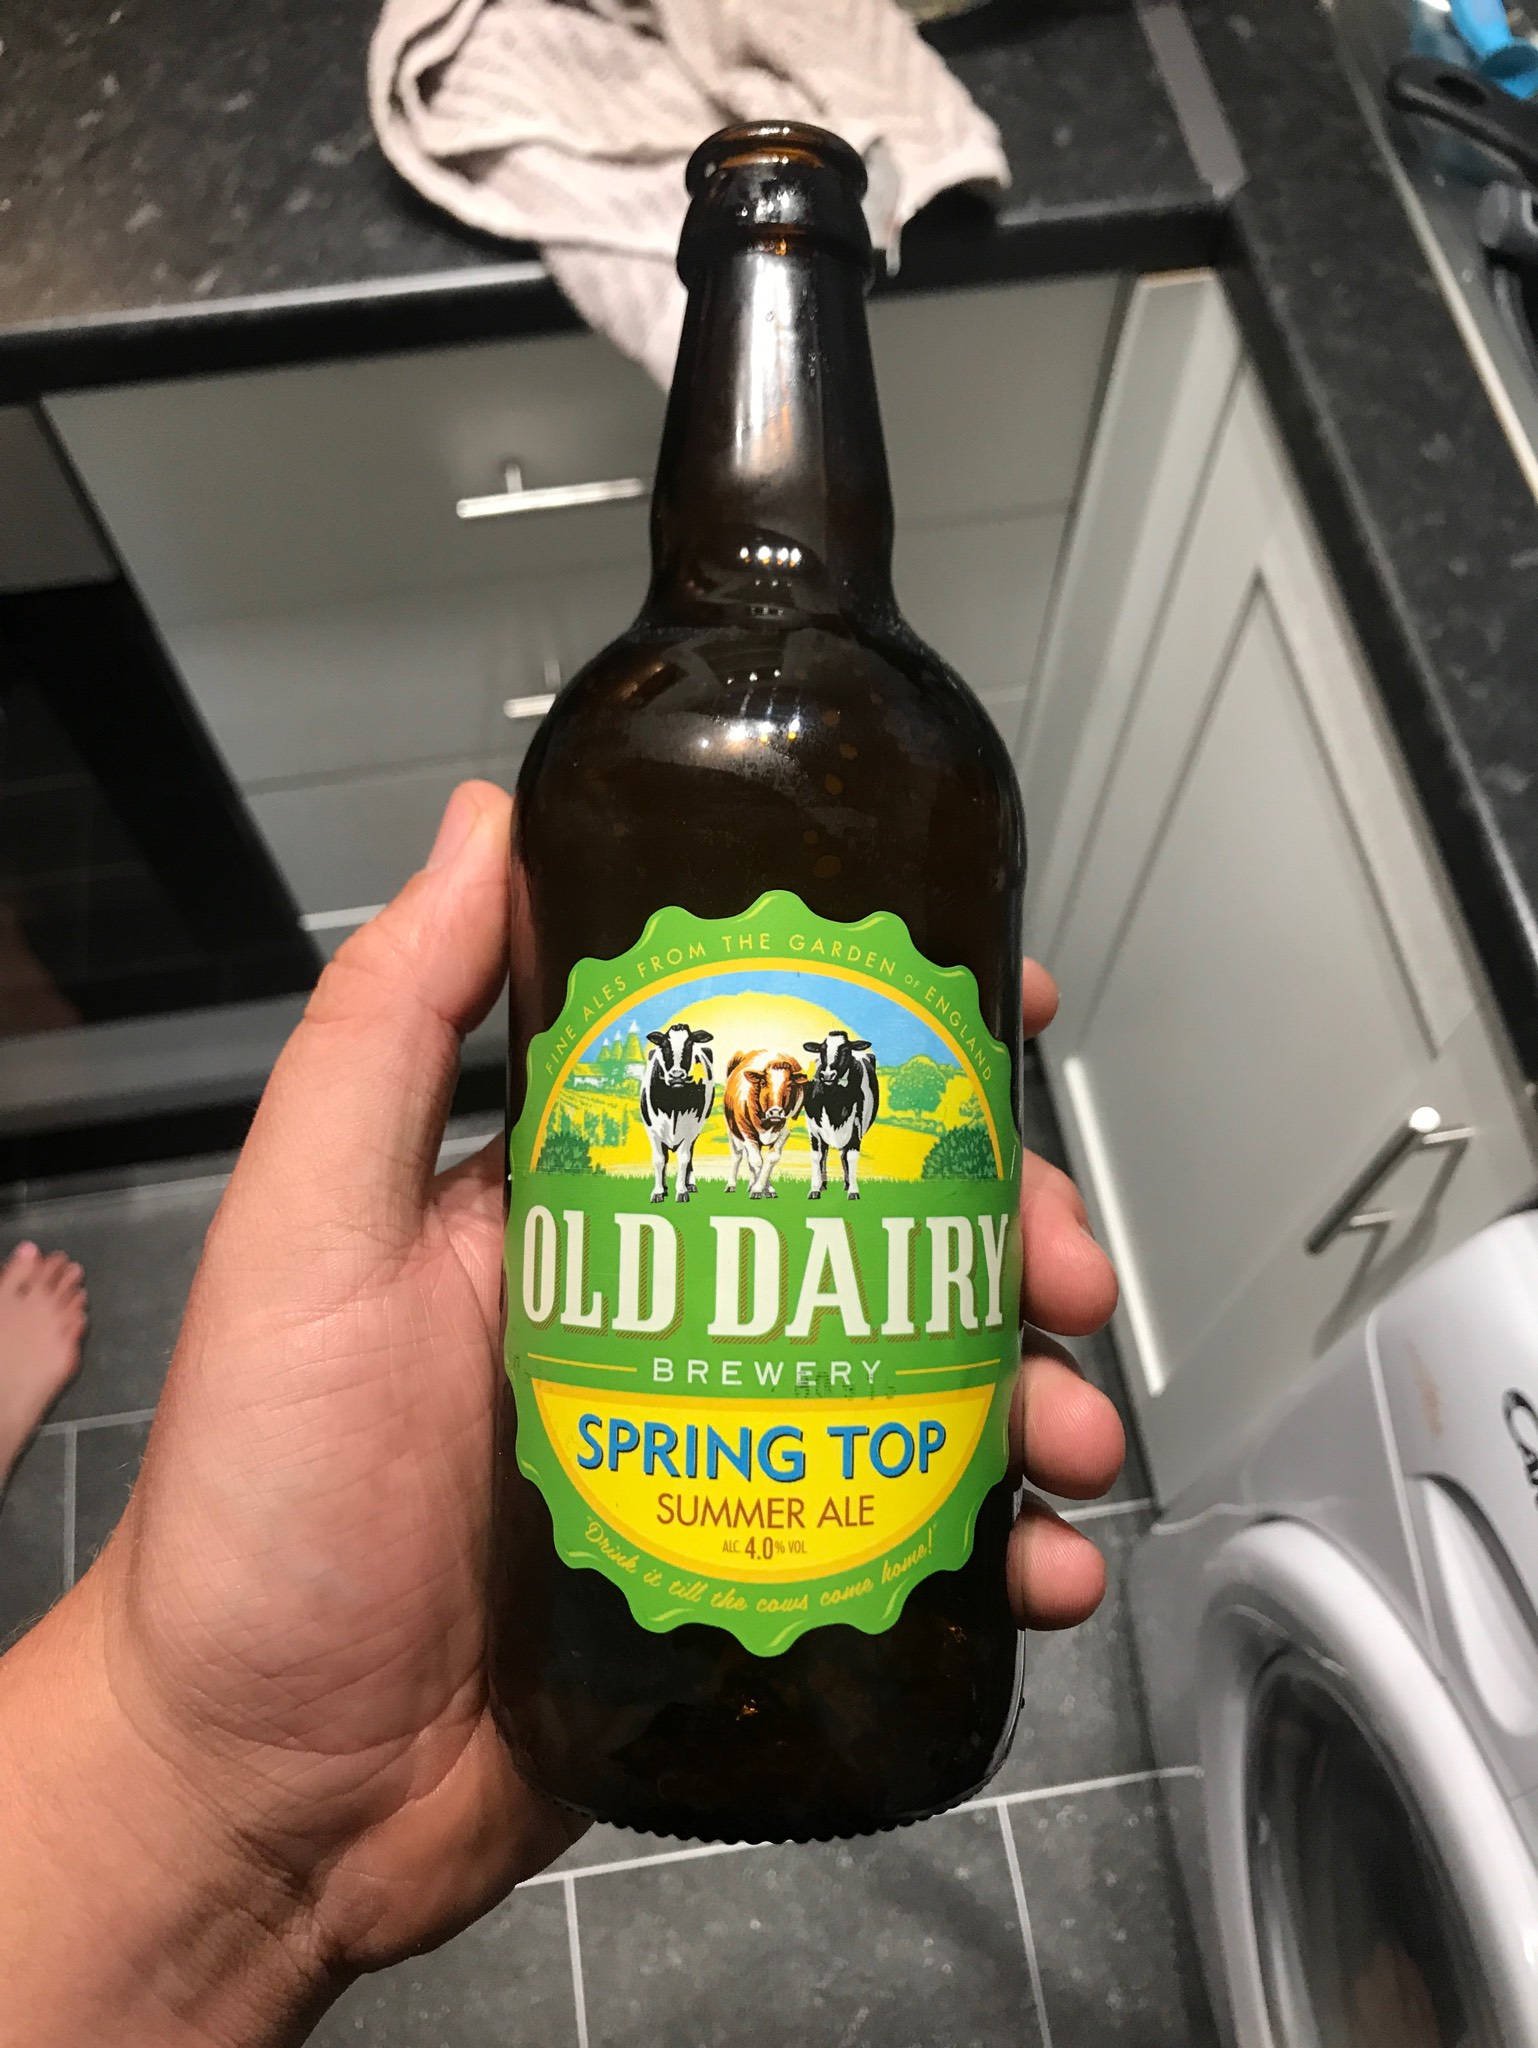 FINE ALES FROM THE GARDEN OF ENGLAND
OLD DAIRY
BREWERY
SPRING TOP
SUMMER ALE
ALC 4.0% VOL
"Drink it till the cows come home!"